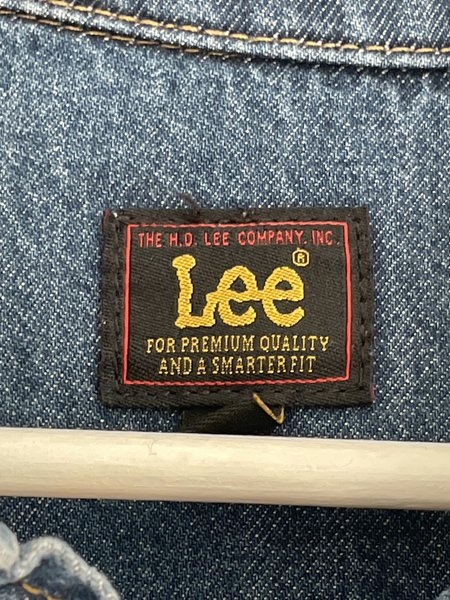 THE H.D. LEE COMPANY, INC.
Lee®
FOR PREMIUM QUALITY
AND A SMARTER FIT